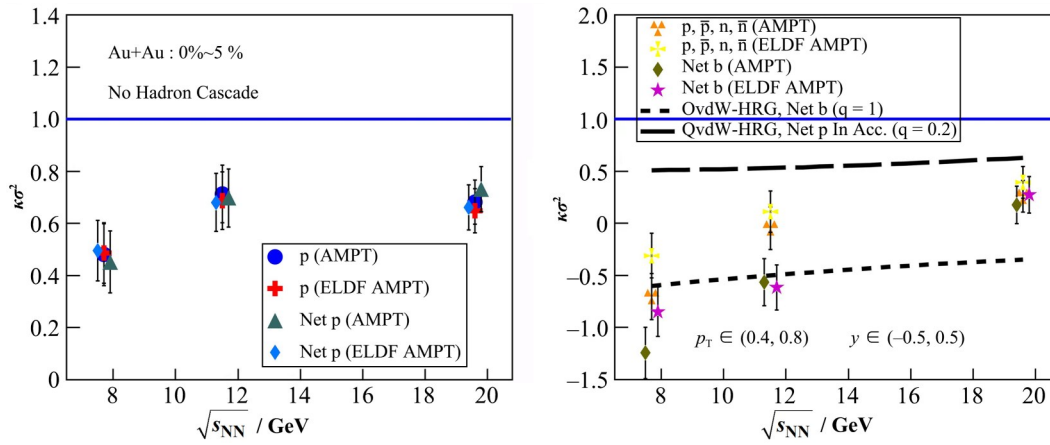 1.4
1.2
1.0
0.8
0.6
0.4
0.2
0
κσ²
Au+Au : 0%~5 %
No Hadron Cascade
p (AMPT)
p (ELDF AMPT)
Net p (AMPT)
Net p (ELDF AMPT)
8 10 12 14 16 18 20
√sNN / GeV
2.0
1.5
1.0
0.5
0
−0.5
−1.0
−1.5
κσ²
p, p̅, n, n̅ (AMPT)
p, p̅, n, n̅ (ELDF AMPT)
Net b (AMPT)
Net b (ELDF AMPT)
QvdW-HRG, Net b (q = 1)
QvdW-HRG, Net p In Acc. (q = 0.2)
pT ∈ (0.4, 0.8) y ∈ (−0.5, 0.5)
8 10 12 14 16 18 20
√sNN / GeV